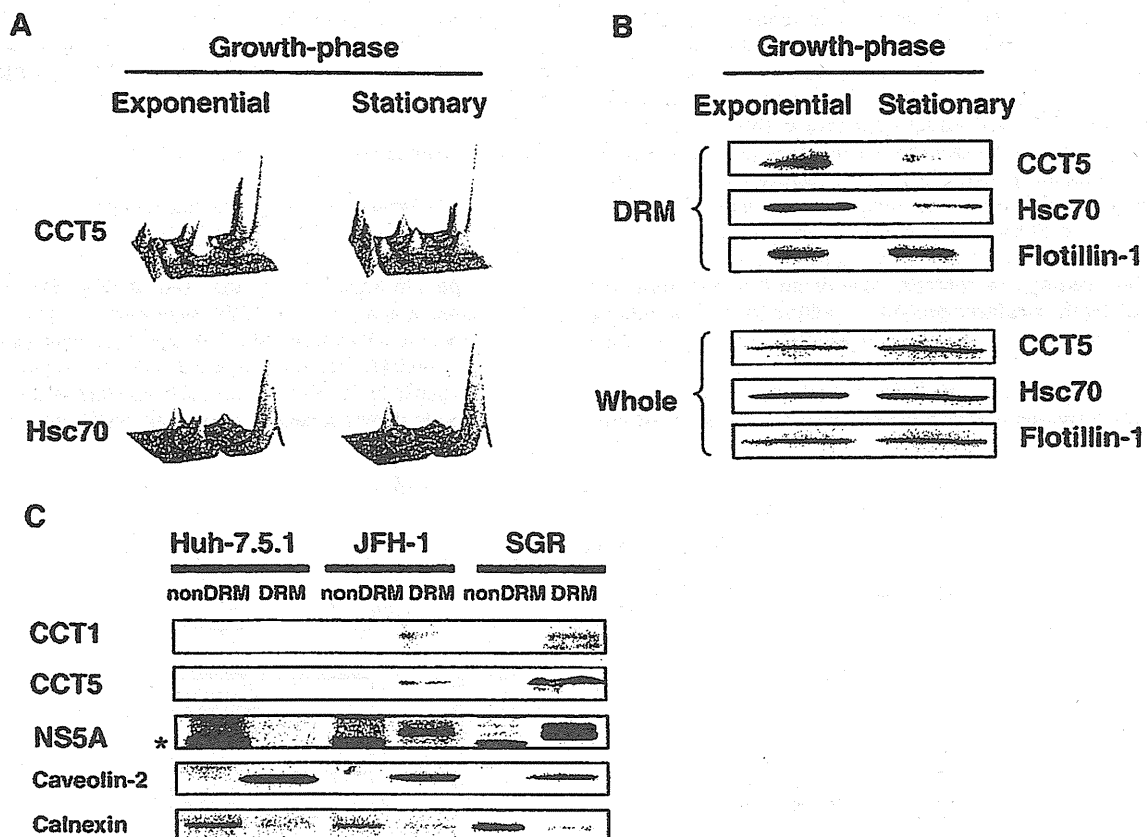 A
Growth-phase
Exponential Stationary
CCT5
Hsc70
B
Growth-phase
Exponential Stationary
DRM
CCT5
Hsc70
Flotillin-1
Whole
CCT5
Hsc70
Flotillin-1
C
Huh-7.5.1 JFH-1 SGR
nonDRM DRM nonDRM DRM nonDRM DRM
CCT1
CCT5
NS5A *
Caveolin-2
Calnexin